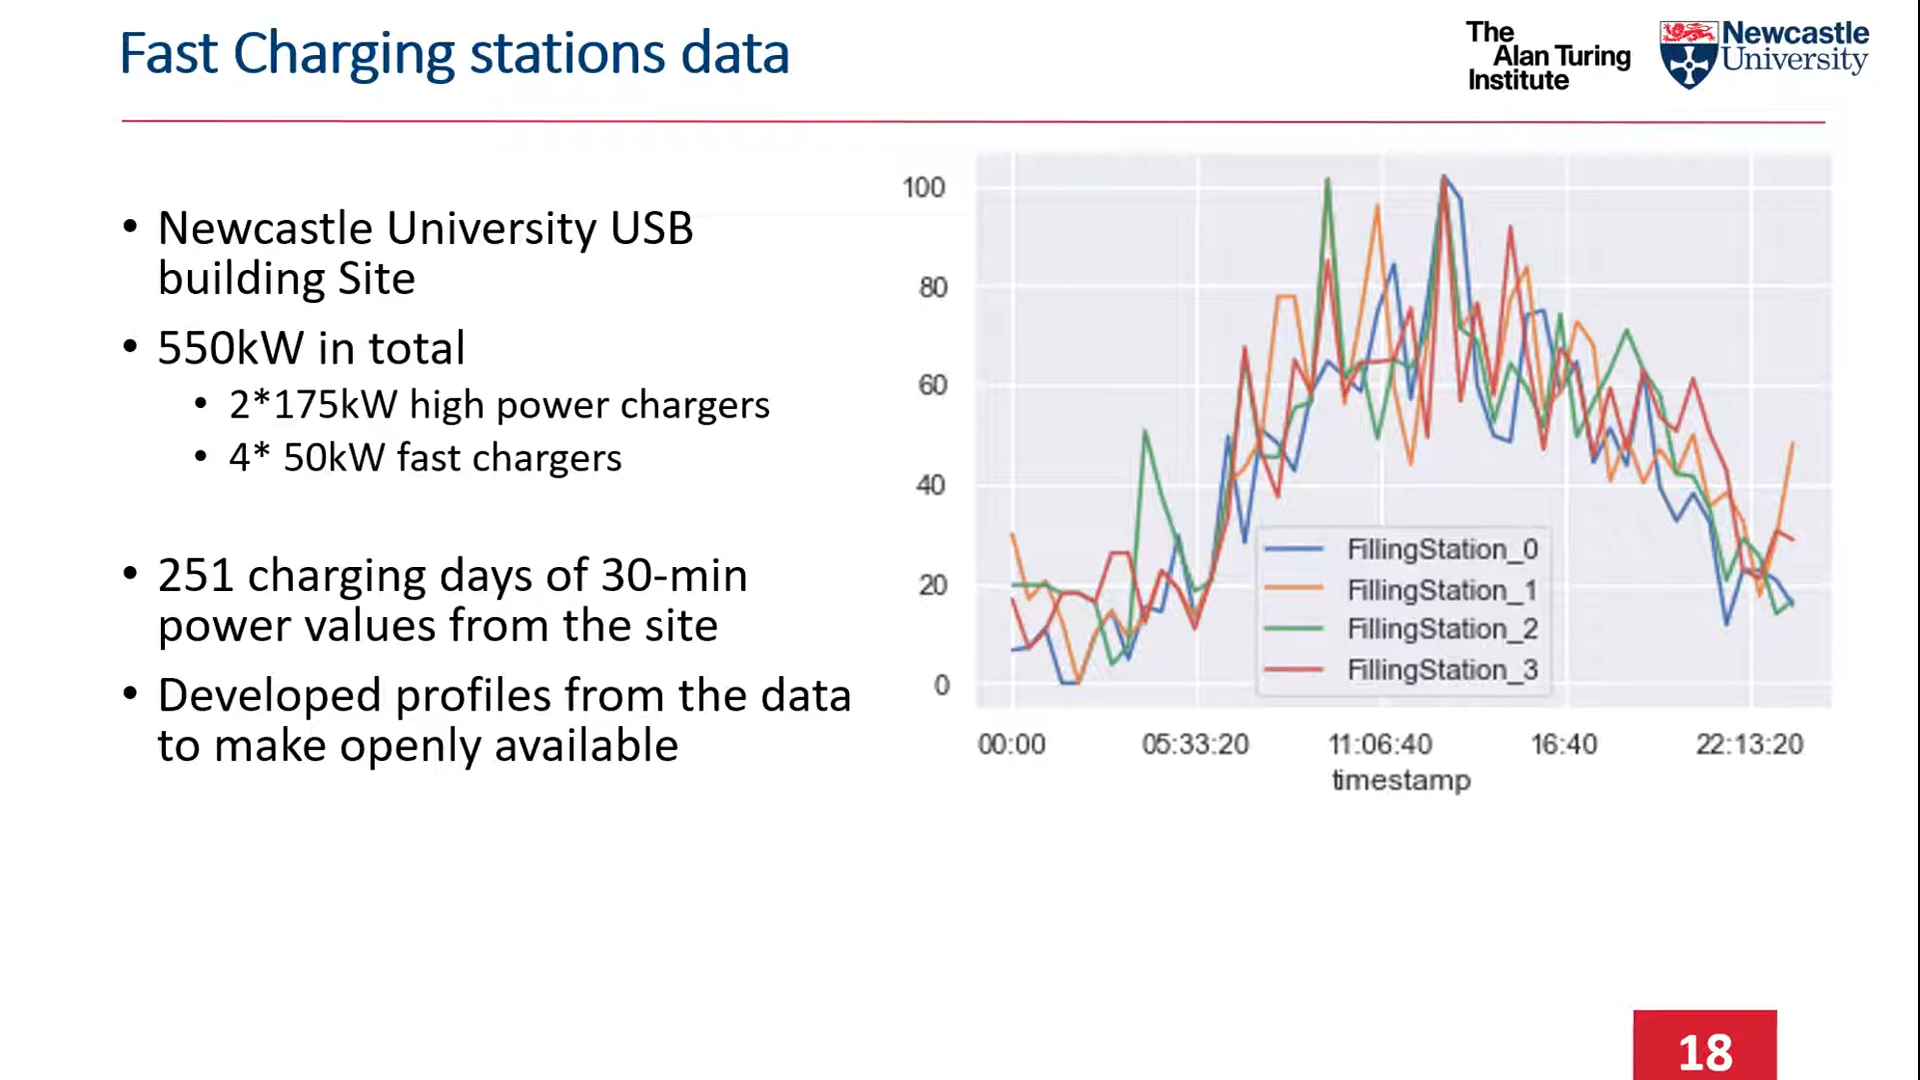 Fast Charging stations data
The
Alan Turing
Institute
Newcastle
University
• Newcastle University USB
building Site
• 550kW in total
• 2*175kW high power chargers
• 4* 50kW fast chargers
• 251 charging days of 30-min
power values from the site
• Developed profiles from the data
to make openly available
100
80
60
40
20
0
FillingStation_0
FillingStation_1
FillingStation_2
FillingStation_3
00:00 05:33:20 11:06:40 16:40 22:13:20
timestamp
18